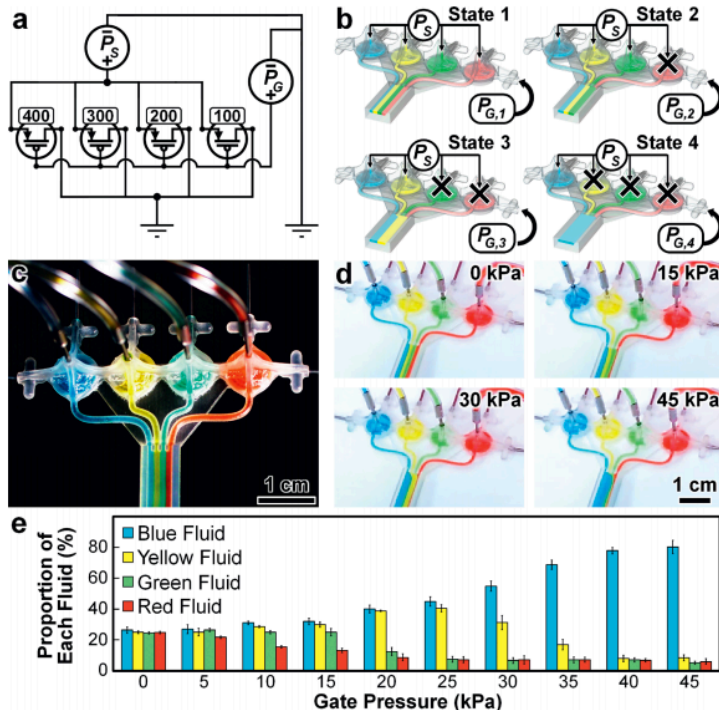 a
P̄S
+
P̄G
+
400
300
200
100
b
State 1
PS
PG,1
State 2
PS
PG,2
State 3
PS
PG,3
State 4
PS
PG,4
c
1 cm
d
0 kPa
15 kPa
30 kPa
45 kPa
1 cm
e
Proportion of
Each Fluid (%)
80
60
40
20
0
Blue Fluid
Yellow Fluid
Green Fluid
Red Fluid
0 5 10 15 20 25 30 35 40 45
Gate Pressure (kPa)